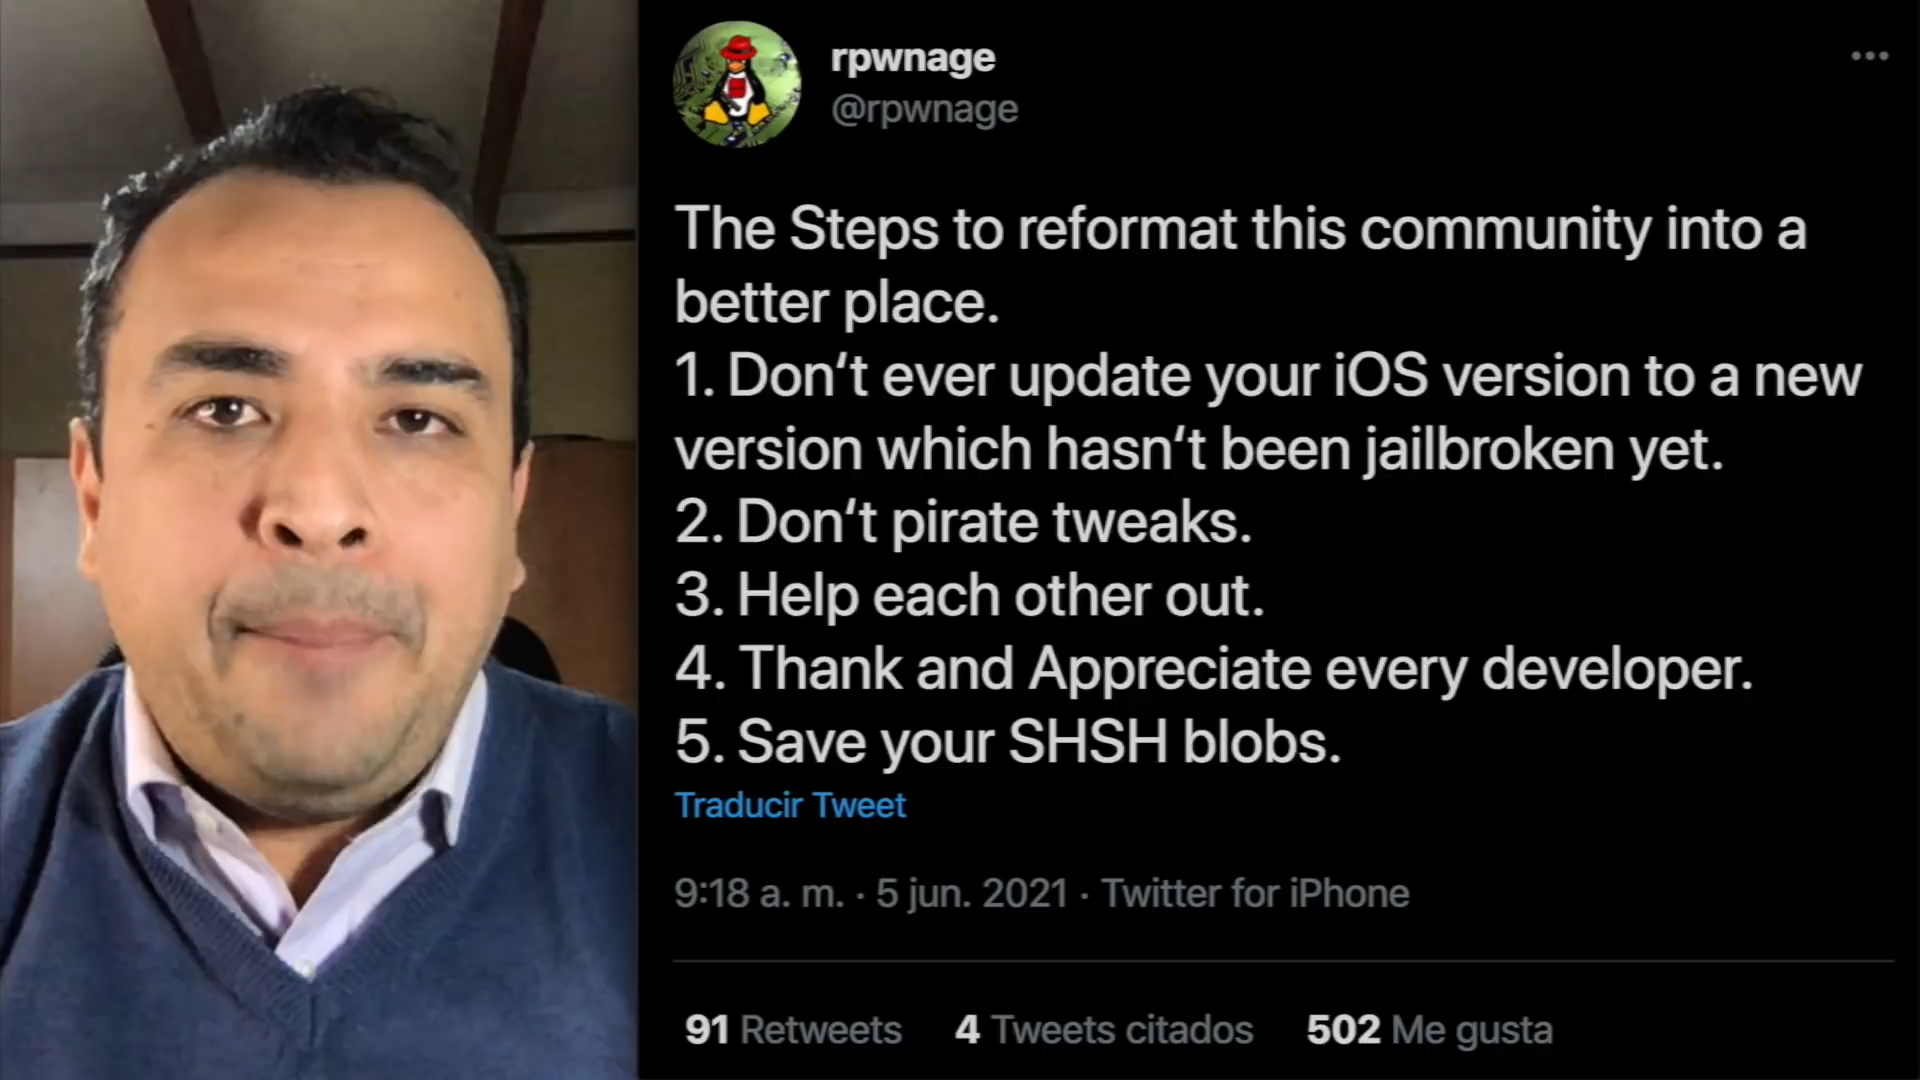 rpwnage
@rpwnage
The Steps to reformat this community into a
better place.
1. Don‘t ever update your iOS version to a new
version which hasn‘t been jailbroken yet.
2. Don‘t pirate tweaks.
3. Help each other out.
4. Thank and Appreciate every developer.
5. Save your SHSH blobs.
Traducir Tweet
9:18 a. m. · 5 jun. 2021 · Twitter for iPhone
91 Retweets 4 Tweets citados 502 Me gusta